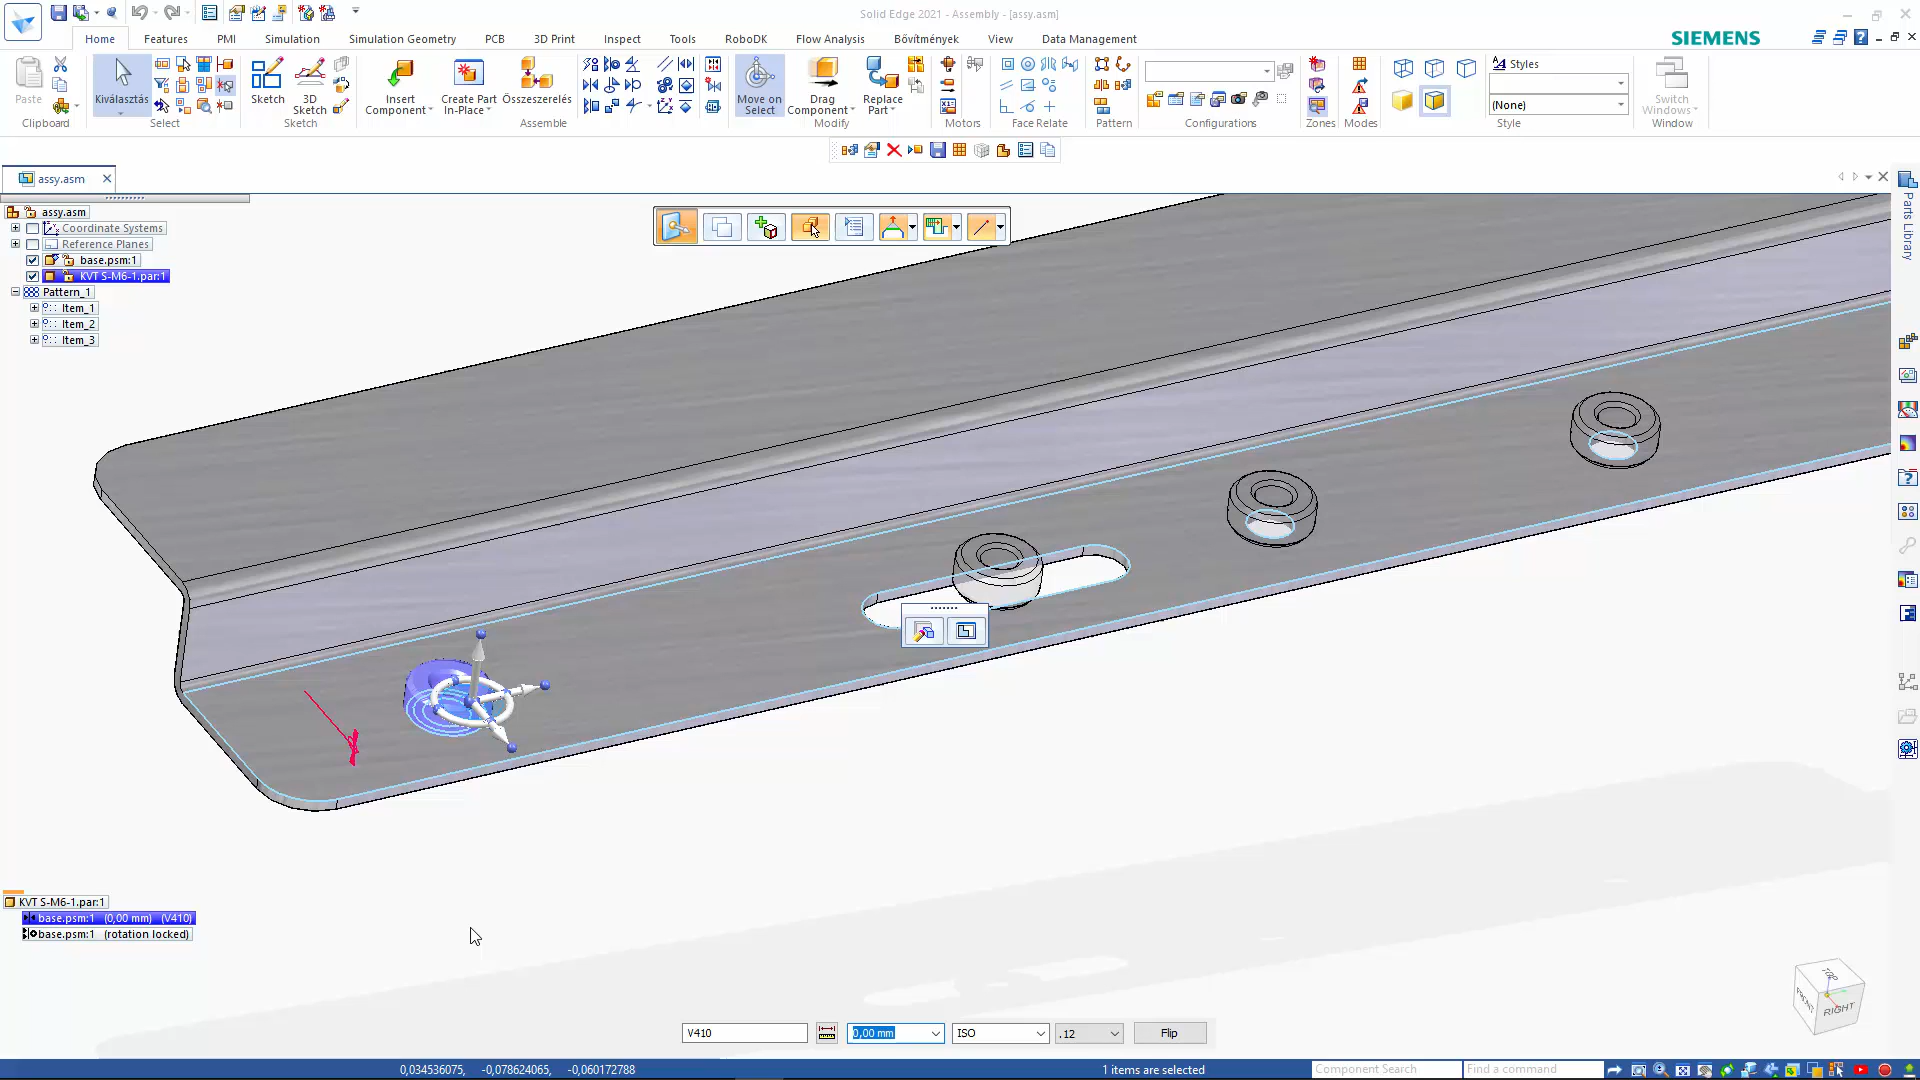 Solid Edge 2021 - Assembly - [assy.asm]
Home
Features
PMI
Simulation
Simulation Geometry
PCB
3D Print
Inspect
Tools
RoboDK
Flow Analysis
Bővítmények
View
Data Management
SIEMENS
Paste
Clipboard
Kiválasztás
Select
Sketch
3D Sketch
Sketch
Insert Component
Create Part In-Place
Összeszerelés
Assemble
Move on Select
Drag Component
Replace Part
Modify
Motors
Face Relate
Pattern
Configurations
Zones
Modes
Styles
(None)
Style
Switch Windows
Window
assy.asm
assy.asm
Coordinate Systems
Reference Planes
base.psm:1
KVT S-M6-1.par:1
Pattern_1
Item_1
Item_2
Item_3
Parts Library
KVT S-M6-1.par:1
base.psm:1 (0,00 mm) (V410)
base.psm:1 (rotation locked)
TOP
FRONT
RIGHT
V410
0,00 mm
ISO
.12
Flip
0,034536075, -0,078624065, -0,060172788
1 items are selected
Component Search
Find a command